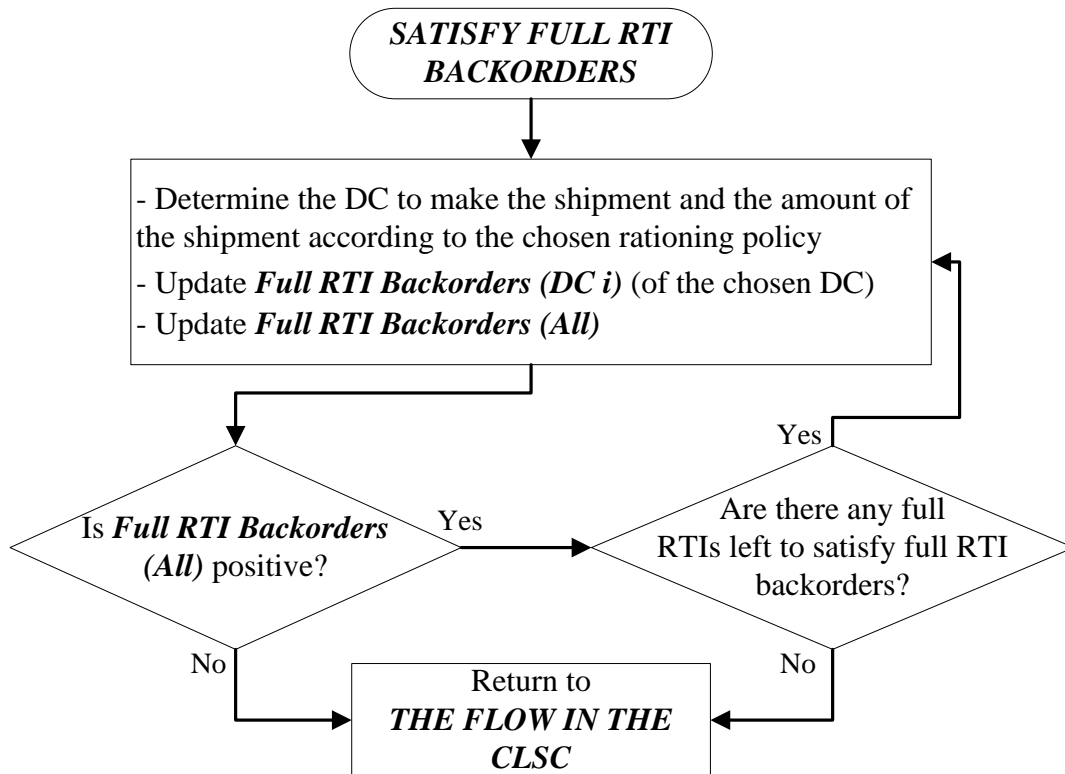 SATISFY FULL RTI
BACKORDERS
- Determine the DC to make the shipment and the amount of
the shipment according to the chosen rationing policy
- Update Full RTI Backorders (DC i) (of the chosen DC)
- Update Full RTI Backorders (All)
Is Full RTI Backorders
(All) positive?
Yes
No
Yes
Are there any full
RTIs left to satisfy full RTI
backorders?
No
Return to
THE FLOW IN THE
CLSC